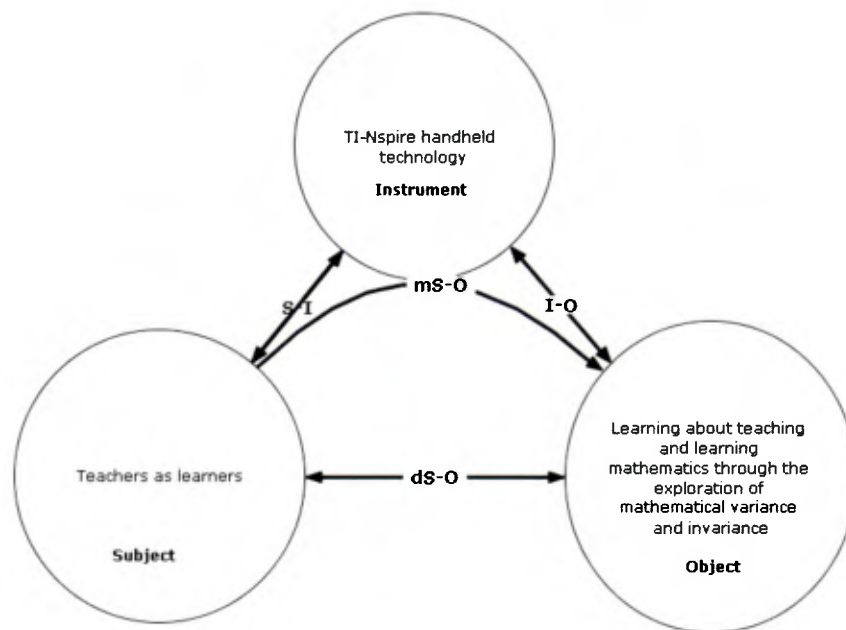 TI-Nspire handheld
technology
Instrument
S-I
mS-O
I-O
Teachers as learners
Subject
dS-O
Learning about teaching
and learning
mathematics through the
exploration of
mathematical variance
and invariance
Object